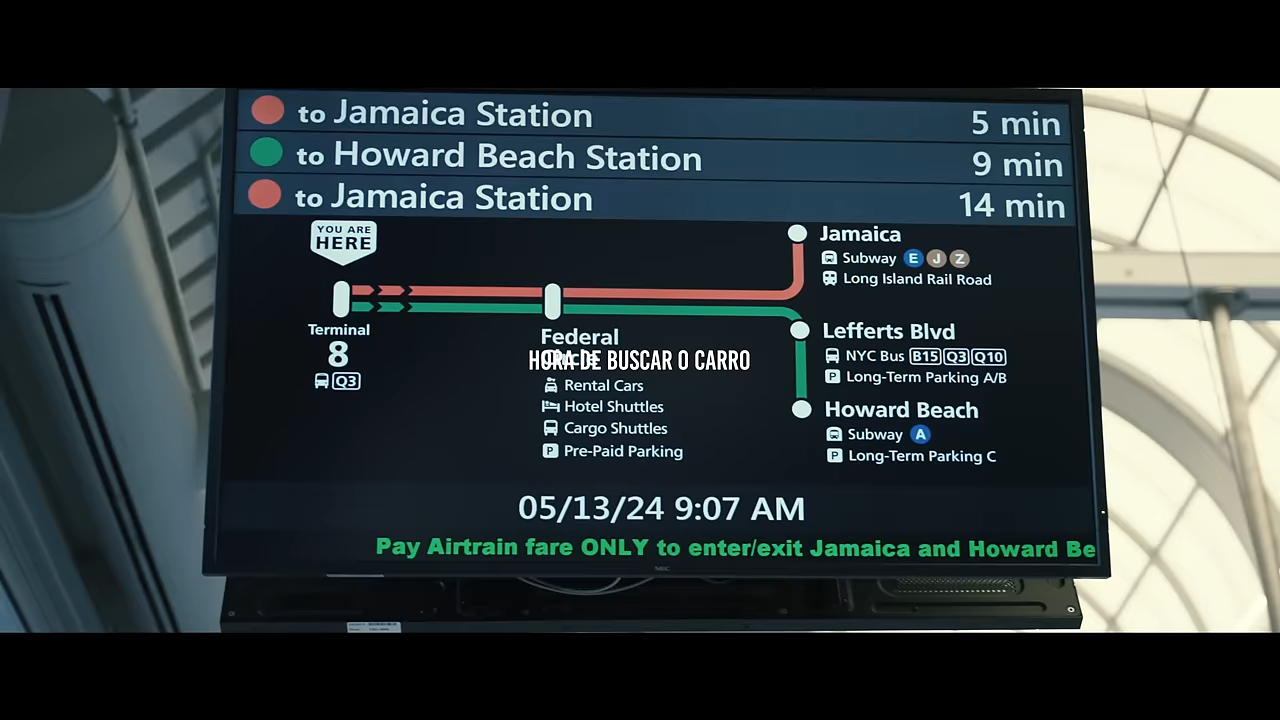 to Jamaica Station 5 min
to Howard Beach Station 9 min
to Jamaica Station 14 min
YOU ARE
HERE
Terminal
8
Q3
Federal
HORA DE BUSCAR O CARRO
Rental Cars
Hotel Shuttles
Cargo Shuttles
Pre-Paid Parking
Jamaica
Subway E J Z
Long Island Rail Road
Lefferts Blvd
NYC Bus B15 Q3 Q10
P Long-Term Parking A/B
Howard Beach
Subway A
P Long-Term Parking C
05/13/24 9:07 AM
Pay Airtrain fare ONLY to enter/exit Jamaica and Howard Be
NEC